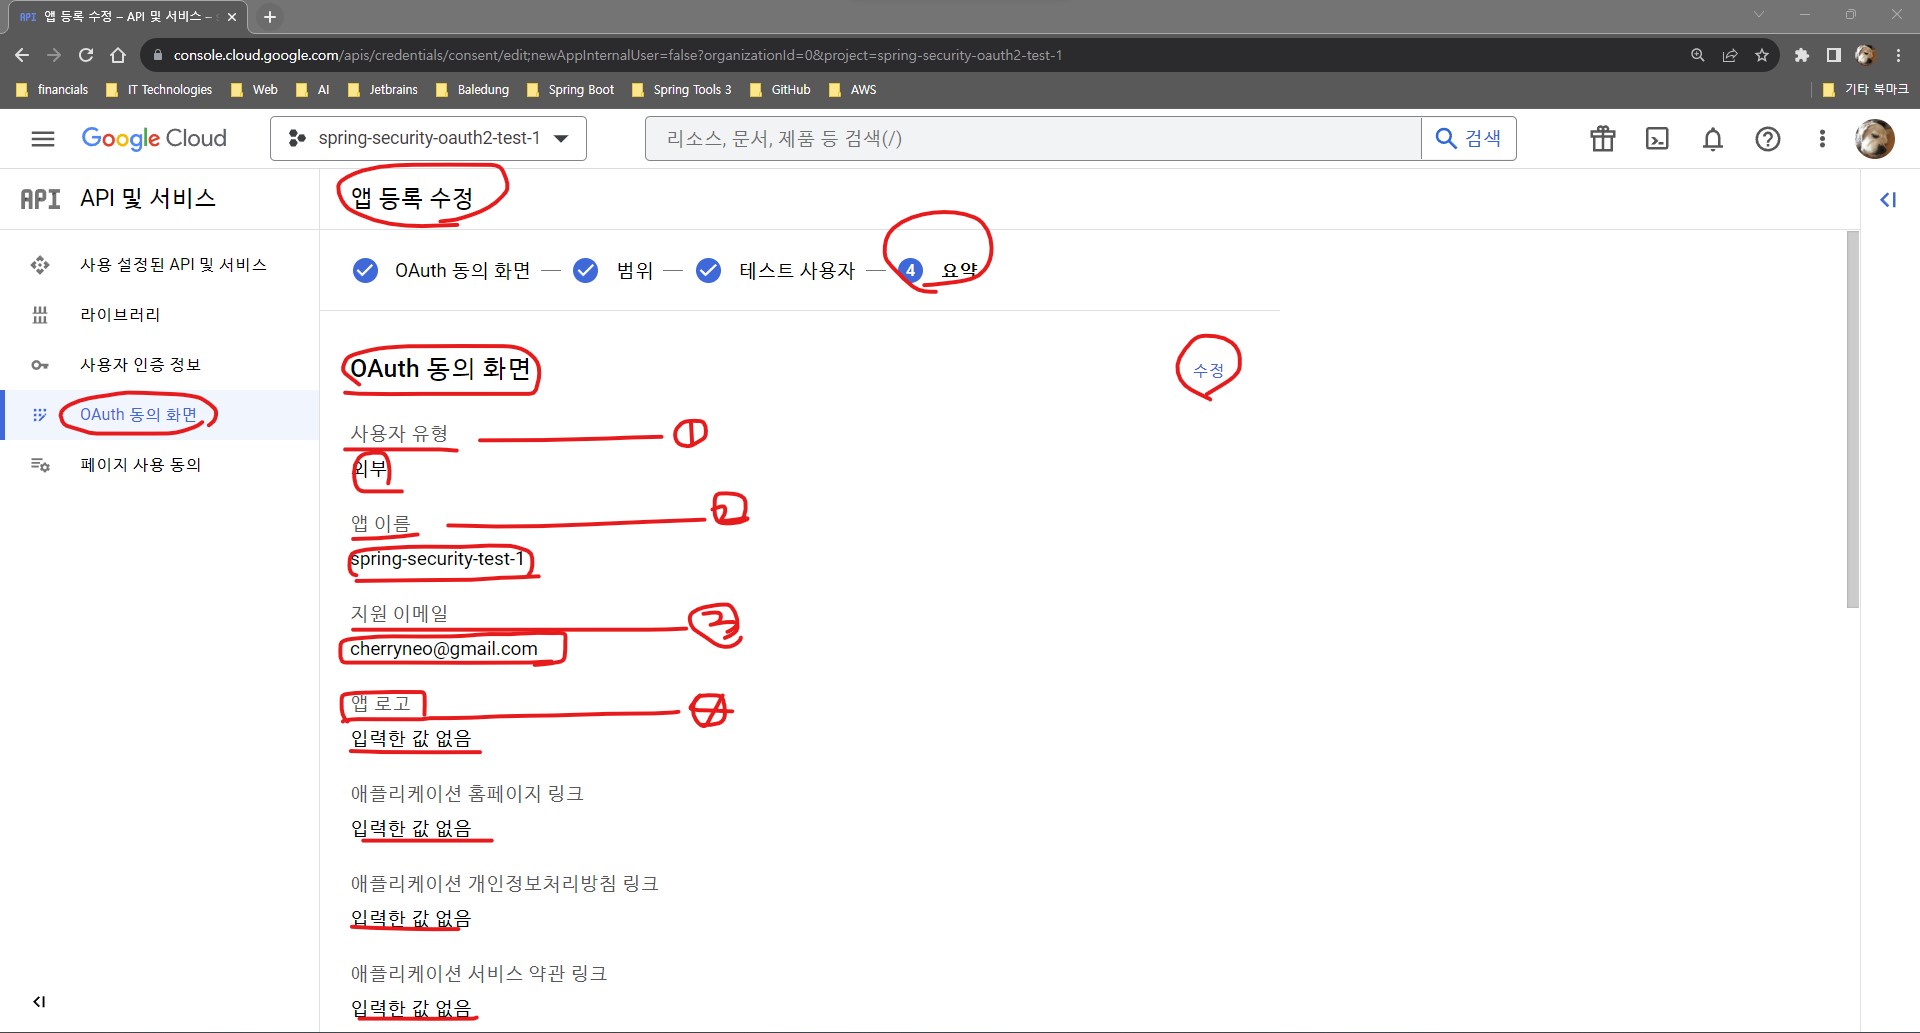 API 앱 등록 수정 – API 및 서비스 –
console.cloud.google.com/apis/credentials/consent/edit;newAppInternalUser=false?organizationId=0&project=spring-security-oauth2-test-1
financials IT Technologies Web AI Jetbrains Baledung Spring Boot Spring Tools 3 GitHub AWS 기타 북마크
Google Cloud spring-security-oauth2-test-1 리소스, 문서, 제품 등 검색(/) 검색
API API 및 서비스
앱 등록 수정
사용 설정된 API 및 서비스
라이브러리
사용자 인증 정보
OAuth 동의 화면
페이지 사용 동의
OAuth 동의 화면 범위 테스트 사용자 4 요약
OAuth 동의 화면 수정
사용자 유형 1
외부
앱 이름 2
spring-security-test-1
지원 이메일 3
cherryneo@gmail.com
앱 로고
입력한 값 없음
애플리케이션 홈페이지 링크
입력한 값 없음
애플리케이션 개인정보처리방침 링크
입력한 값 없음
애플리케이션 서비스 약관 링크
입력한 값 없음